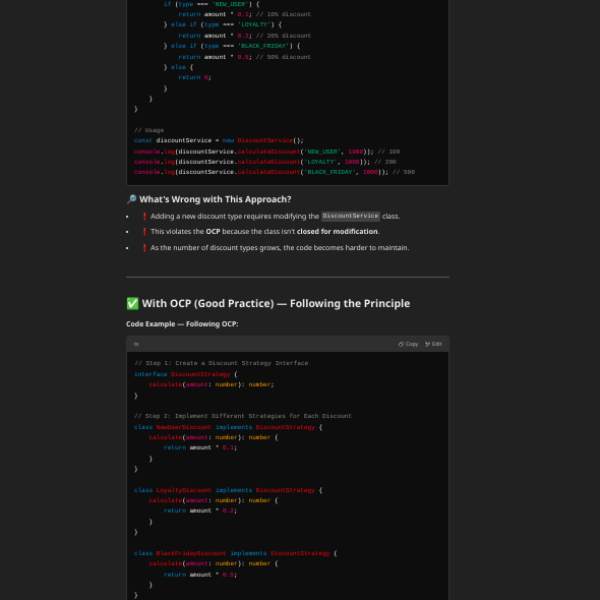 if (type === 'NEW_USER') {
return amount * 0.1; // 10% discount
} else if (type === 'LOYALTY') {
return amount * 0.2; // 20% discount
} else if (type === 'BLACK_FRIDAY') {
return amount * 0.5; // 50% discount
} else {
return 0;
}
}
}
// Usage
const discountService = new DiscountService();
console.log(discountService.calculateDiscount('NEW_USER', 1000)); // 100
console.log(discountService.calculateDiscount('LOYALTY', 1000)); // 200
console.log(discountService.calculateDiscount('BLACK_FRIDAY', 1000)); // 500
🔎 What's Wrong with This Approach?
• ❗ Adding a new discount type requires modifying the DiscountService class.
• ❗ This violates the OCP because the class isn't closed for modification.
• ❗ As the number of discount types grows, the code becomes harder to maintain.
✅ With OCP (Good Practice) — Following the Principle
Code Example — Following OCP:
ts Copy Edit
// Step 1: Create a Discount Strategy Interface
interface DiscountStrategy {
calculate(amount: number): number;
}
// Step 2: Implement Different Strategies for Each Discount
class NewUserDiscount implements DiscountStrategy {
calculate(amount: number): number {
return amount * 0.1;
}
}
class LoyaltyDiscount implements DiscountStrategy {
calculate(amount: number): number {
return amount * 0.2;
}
}
class BlackFridayDiscount implements DiscountStrategy {
calculate(amount: number): number {
return amount * 0.5;
}